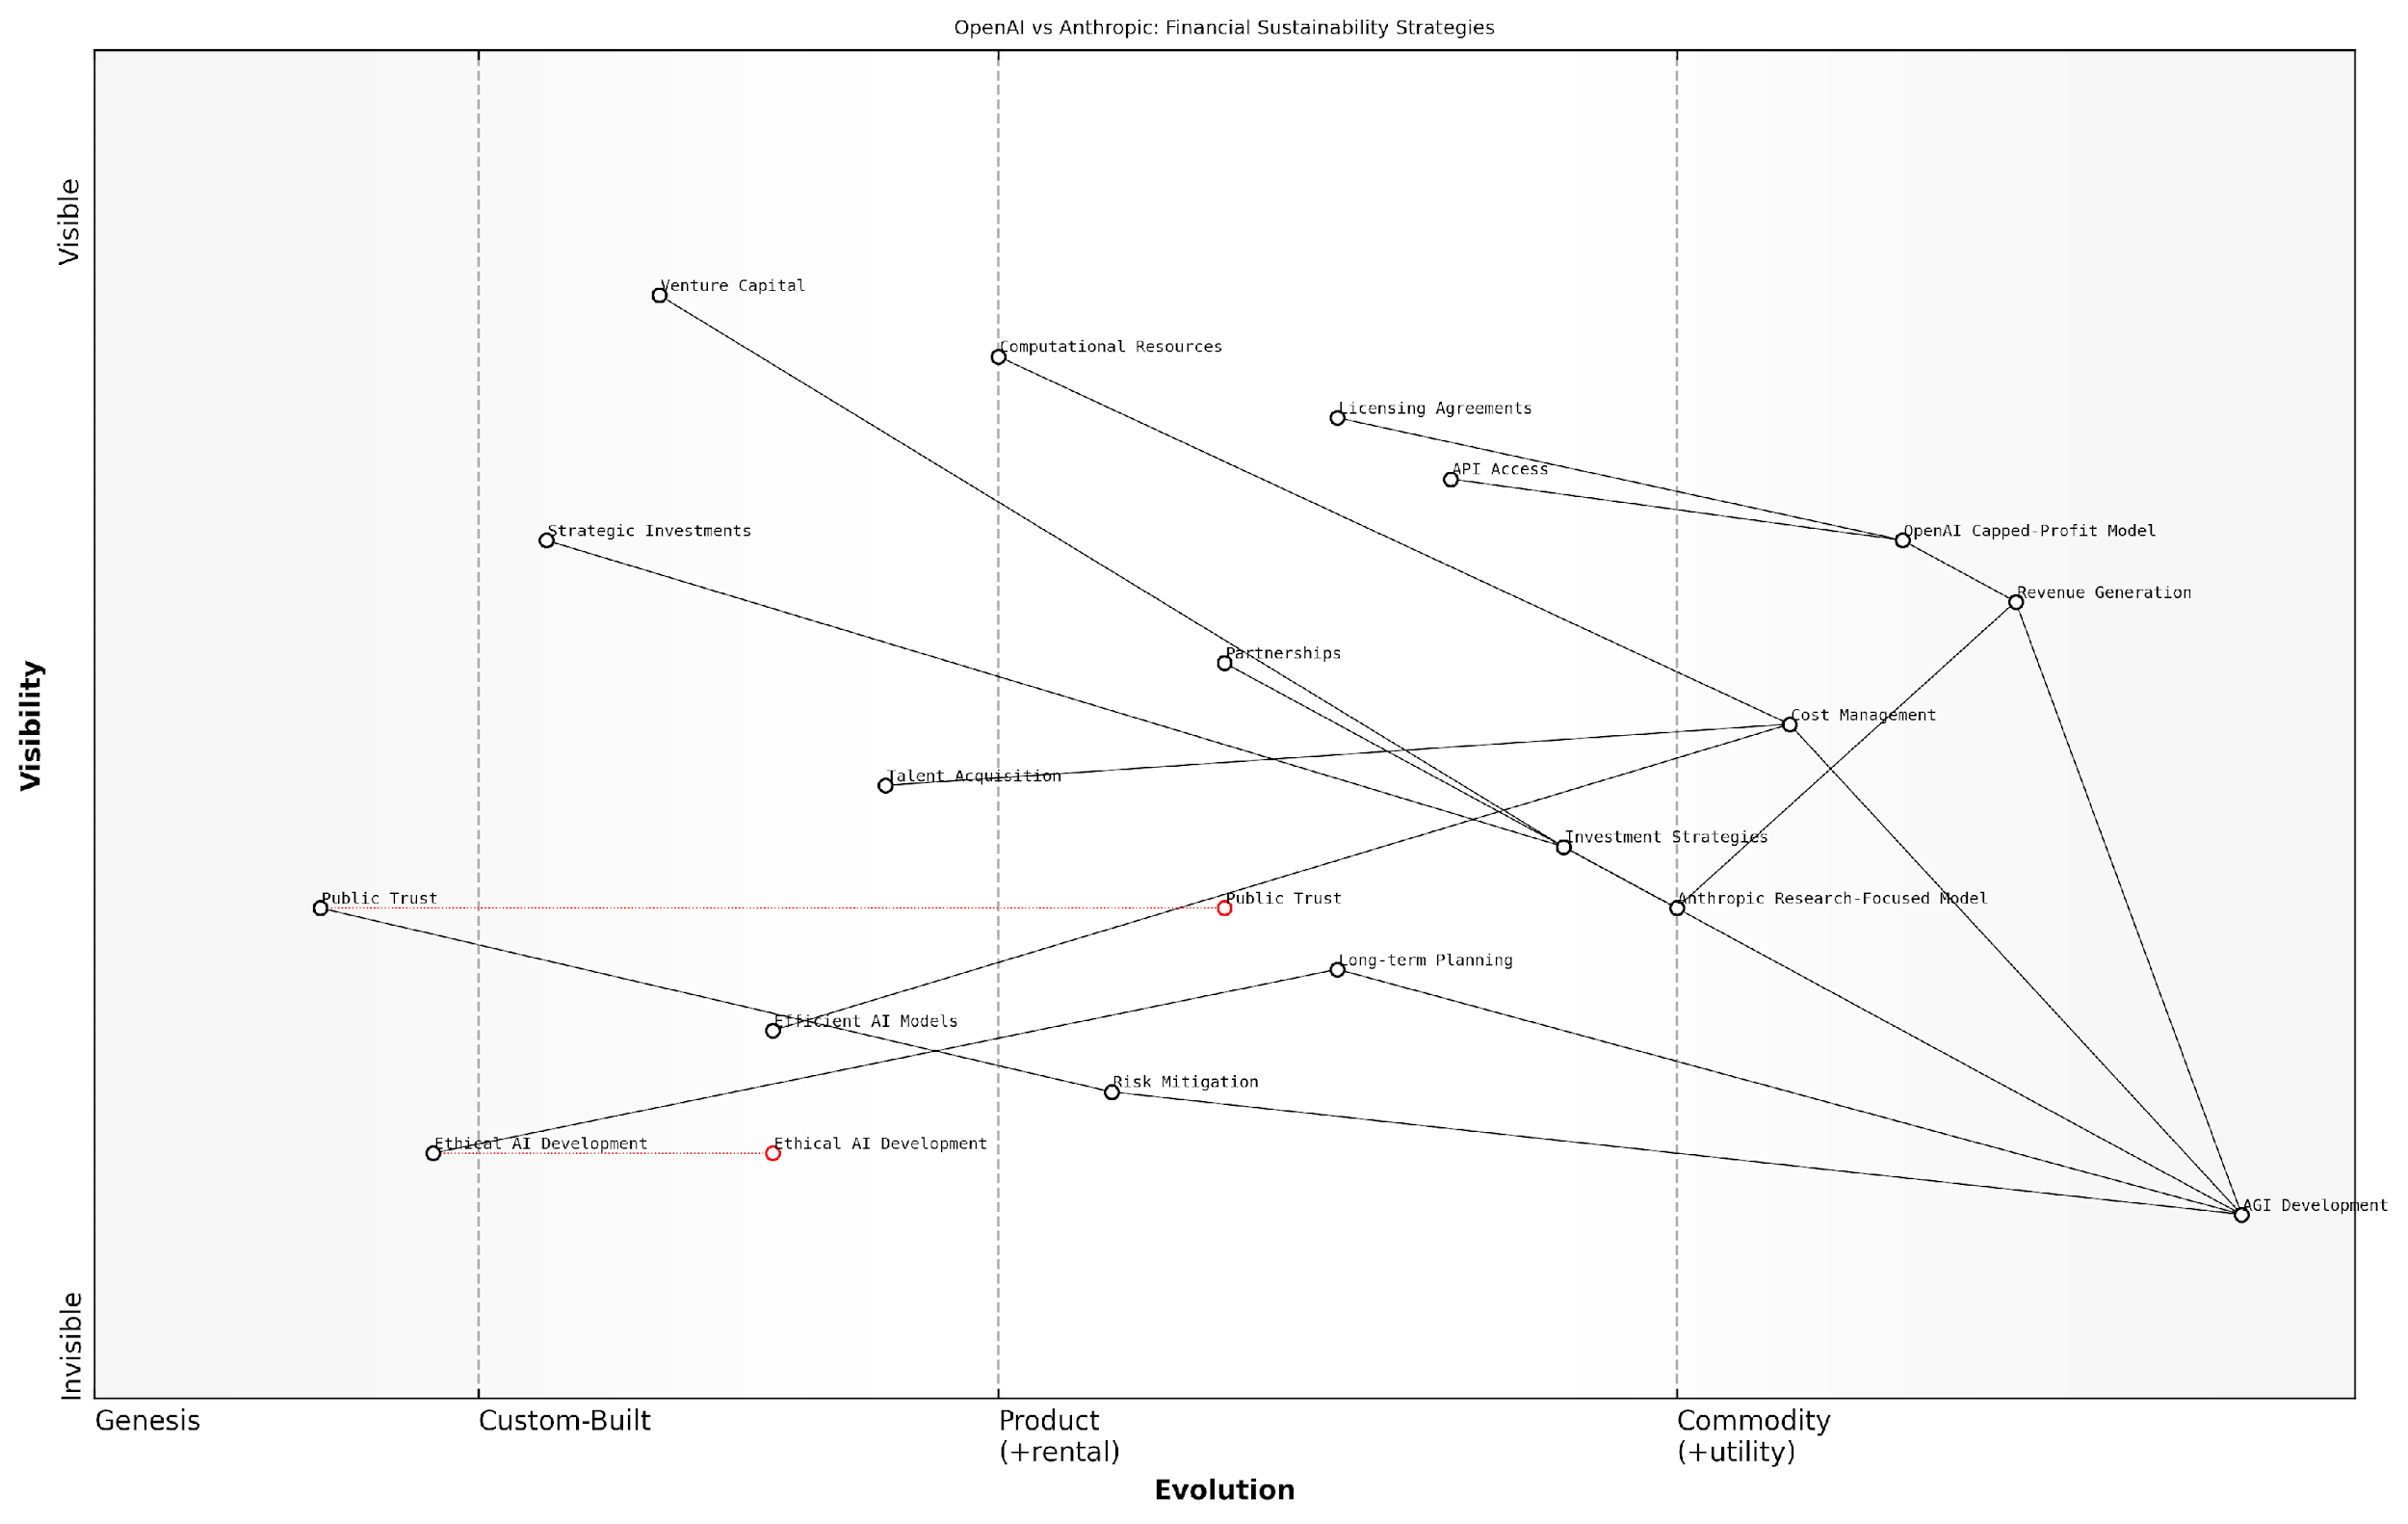 OpenAI vs Anthropic: Financial Sustainability Strategies
Visible
Venture Capital
Computational Resources
Licensing Agreements
API Access
Strategic Investments
OpenAI Capped-Profit Model
Revenue Generation
Partnerships
Visibility
Cost Management
Talent Acquisition
Investment Strategies
Public Trust
Public Trust
Anthropic Research-Focused Model
Long-term Planning
Efficient AI Models
Risk Mitigation
Ethical AI Development
Ethical AI Development
AGI Development
Invisible
Genesis
Custom-Built
Product
(+rental)
Commodity
(+utility)
Evolution